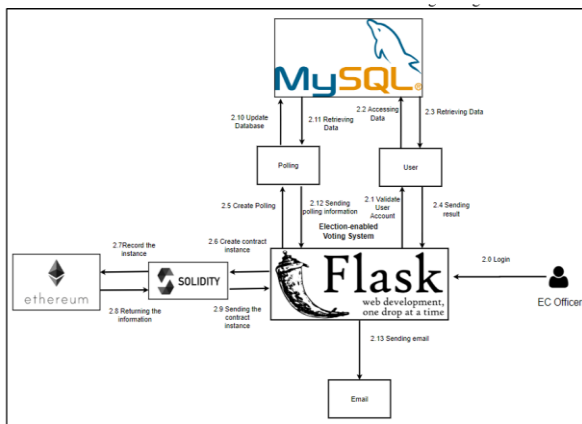 MySQL®
2.2 Accessing
Data
2.3 Retrieving Data
2.10 Update
Database
2.11 Retrieving
Data
Polling
User
2.5 Create Polling
2.12 Sending
polling information
2.1 Validate
User
Account
2.4 Sending
result
Election-enabled
Voting System
2.7Record the
instance
2.6 Create contract
instance
ethereum
SOLIDITY
Flask
web development,
one drop at a time
2.0 Login
EC Officer
2.8 Returning the
information
2.9 Sending the
contract
instance
2.13 Sending email
Email